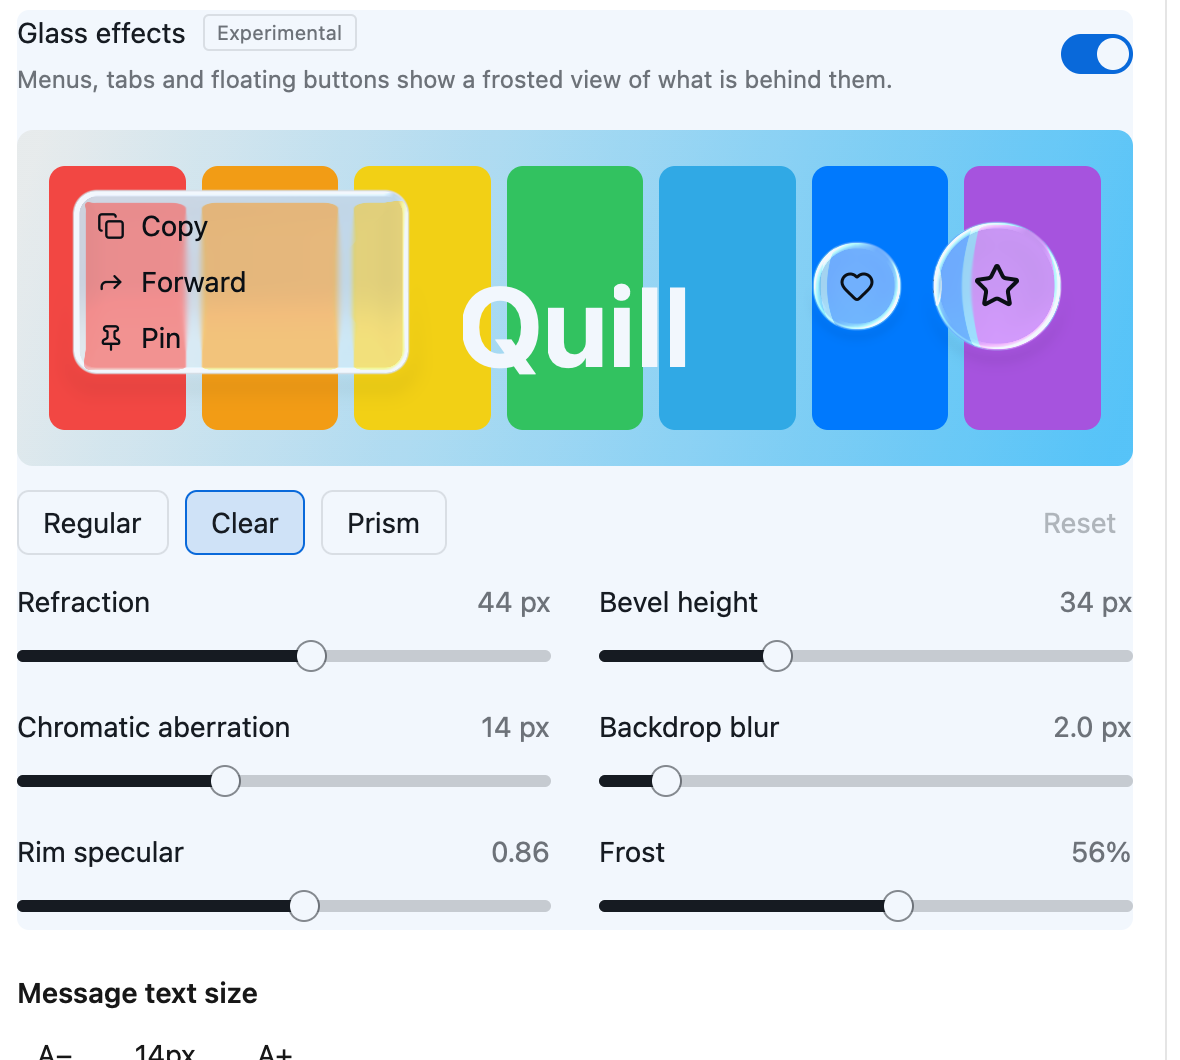 Glass effects
Experimental
Menus, tabs and floating buttons show a frosted view of what is behind them.
Copy
Forward
Pin
Quill
Regular
Clear
Prism
Reset
Refraction
44 px
Bevel height
34 px
Chromatic aberration
14 px
Backdrop blur
2.0 px
Rim specular
0.86
Frost
56%
Message text size
A−
14px
A+